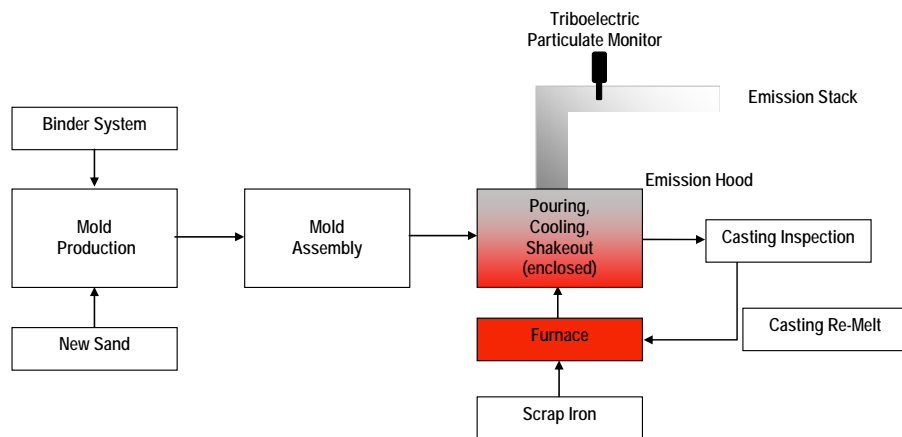 Triboelectric
Particulate Monitor
Emission Stack
Binder System
Emission Hood
Mold
Production
Mold
Assembly
Pouring,
Cooling,
Shakeout
(enclosed)
Casting Inspection
New Sand
Furnace
Casting Re-Melt
Scrap Iron